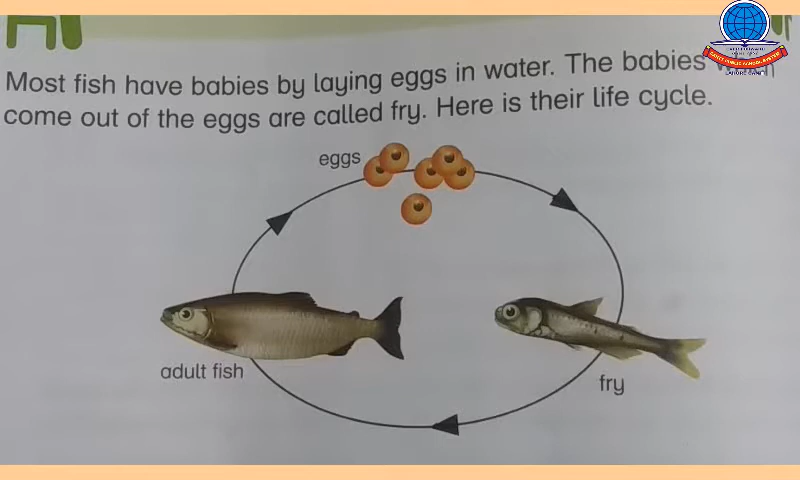 Most fish have babies by laying eggs in water. The babies
come out of the eggs are called fry. Here is their life cycle.
eggs
adult fish
fry